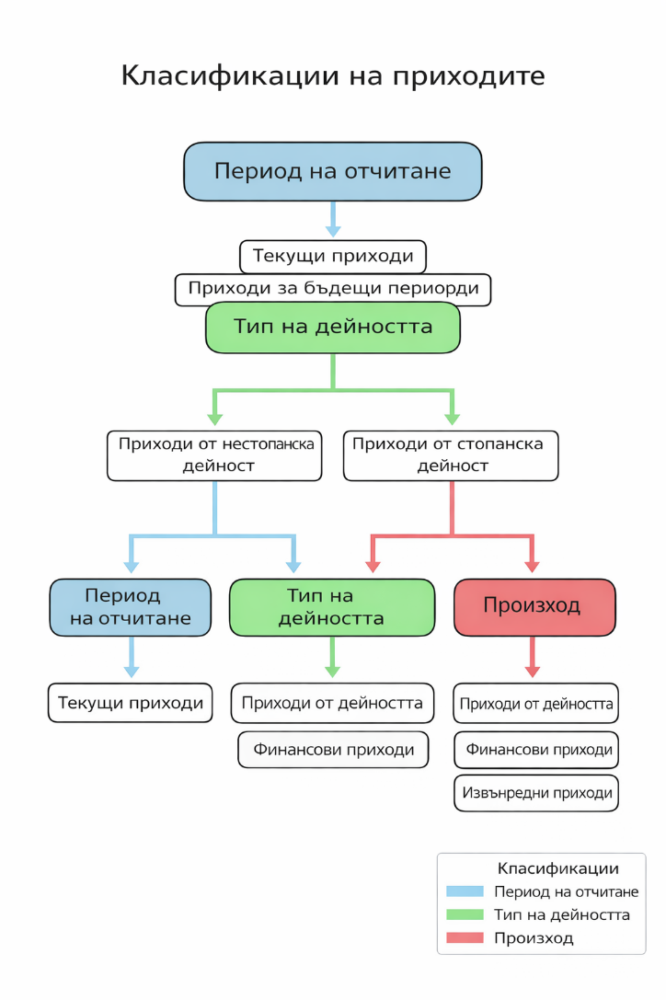 Класификации на приходите
Период на отчитане
Текущи приходи
Приходи за бъдещи периорди
Тип на дейността
Приходи от нестопанска
дейност
Приходи от стопанска
дейност
Период
на отчитане
Тип на
дейността
Произход
Текущи приходи
Приходи от дейността
Приходи от дейността
Финансови приходи
Финансови приходи
Извънредни приходи
Класификации
Период на отчитане
Тип на дейността
Произход